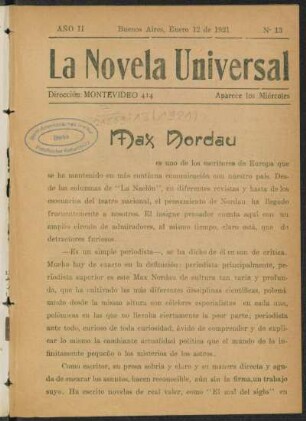 AÑO II Buenos Aires, Enero 12 de 1921 Nº 13
La Novela Universal
Dirección: MONTEVIDEO 414 Aparece los Miércoles
Max Nordau
es uno de los escritores de Europa que
se ha mantenido en más continua comunicación con nuestro país. Des-
de las columnas de "La Nación", en diferentes revistas y hasta de los
escenarios del teatro nacional, el pensamiento de Nordau ha llegado
frecuentemente a nosotros. El insigne pensador cuenta aquí con un
amplio círculo de admiradores, al mismo tiempo, claro está, que de
detractores
—Es un simple periodista—, se ha dicho de él en son de crítica.
Mucho hay de exacto en la definición: periodista principalmente, pe-
riodista superior es este Max Nordau de cultura tan varia y profun-
da, que ha cultivado las más diferentes disciplinas científicas, polemi-
zando desde su misma altura con célebres especialistas en cada una,
polémicas en las que no llevaba ciertamente la peor parte, periodista
ante todo, curioso de toda curiosidad, ávido de comprender y de expli-
car lo mismo la cambiante actualidad política que el mundo de lo in-
finitamente pequeño o los misterios de los astros.
Como escritor, su prosa sobria y clara y su manera directa y agu-
da de encarar los asuntos, hacen reconocible, aún sin la firma, un trabajo
suyo. Ha escrito novelas de real valor, como "El mal del siglo" en